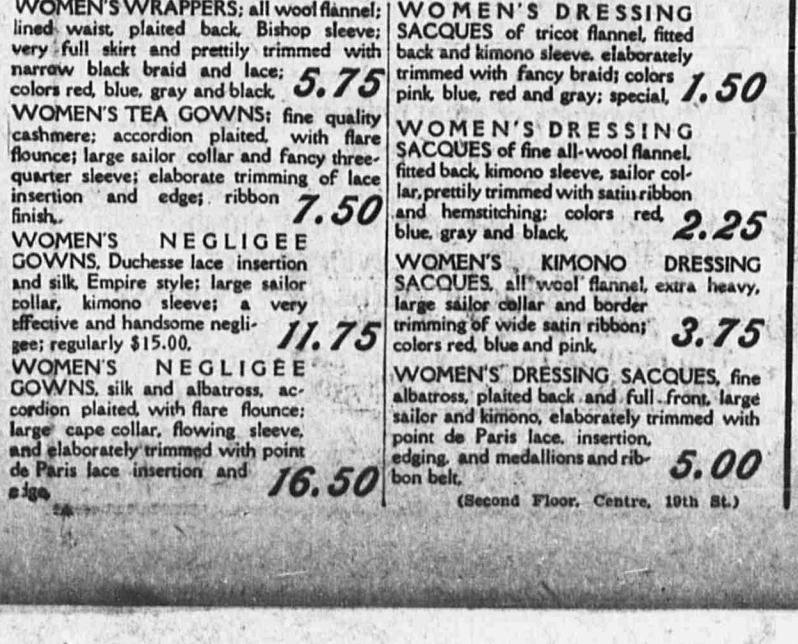 WOMEN'S WRAPPERS; all wool flannel;
lined waist, plaited back, Bishop sleeve;
very full skirt and prettily trimmed with
narrow black braid and lace;
colors red, blue, gray and black, 5.75
WOMEN'S TEA GOWNS; fine quality
cashmere; accordion plaited, with flare
flounce; large sailor collar and fancy three-
quarter sleeve; elaborate trimming of lace
insertion and edge; ribbon
finish, 7.50
WOMEN'S NEGLIGEE
GOWNS, Duchesse lace insertion
and silk, Empire style; large sailor
collar, kimono sleeve; a very
effective and handsome negli-
gee; regularly $15.00, 11.75
WOMEN'S NEGLIGEE
GOWNS, silk and albatross, ac-
cordion plaited, with flare flounce;
large cape collar, flowing sleeve,
and elaborately trimmed with point
de Paris lace insertion and
edge, 16.50
WOMEN'S DRESSING
SACQUES of tricot flannel, fitted
back and kimono sleeve, elaborately
trimmed with fancy braid; colors
pink, blue, red and gray; special, 1.50
WOMEN'S DRESSING
SACQUES of fine all-wool flannel,
fitted back, kimono sleeve, sailor col-
lar, prettily trimmed with satin ribbon
and hemstitching; colors red,
blue, gray and black, 2.25
WOMEN'S KIMONO DRESSING
SACQUES, all wool flannel, extra heavy,
large sailor collar and border
trimming of wide satin ribbon;
colors red, blue and pink, 3.75
WOMEN'S DRESSING SACQUES, fine
albatross, plaited back and full front, large
sailor and kimono, elaborately trimmed with
point de Paris lace, insertion,
edging, and medallions and rib-
bon belt, 5.00
(Second Floor, Centre, 19th St.)